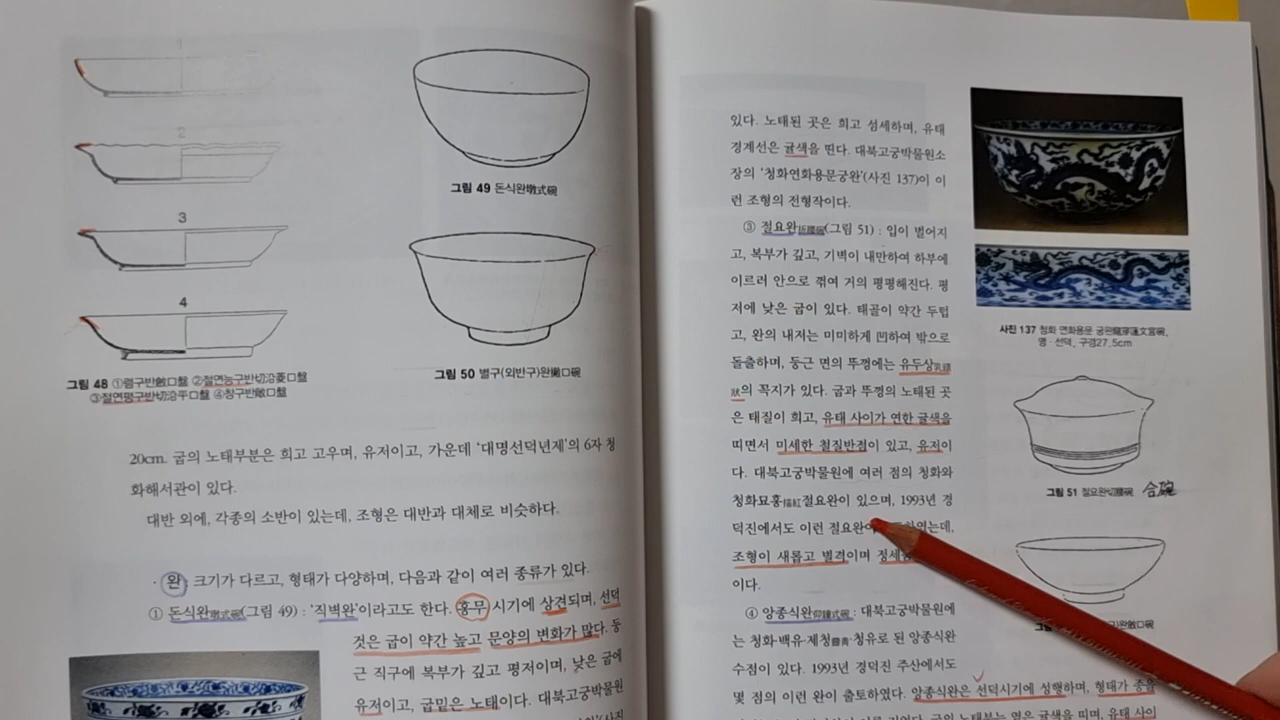 1
2
3
4
그림 48 ①렴구반斂口盤 ②절연능구반切沿菱口盤
③절연평구반切沿平口盤 ④창구반敞口盤
그림 49 돈식완墩式碗
그림 50 별구(외반구)완撇口碗
20cm. 굽의 노태부분은 희고 고우며, 유저이고, 가운데 '대명선덕년제'의 6자 청
화해서관이 있다.
대반 외에, 각종의 소반이 있는데, 조형은 대반과 대체로 비슷하다.
· 완 크기가 다르고, 형태가 다양하며, 다음과 같이 여러 종류가 있다.
① 돈식완墩式碗(그림 49) : '직벽완'이라고도 한다. 홍무 시기에 상견되며, 선덕
것은 굽이 약간 높고 문양의 변화가 많다. 둥
근 직구에 복부가 깊고 평저이며, 낮은 굽에
유저이고, 굽밑은 노태이다. 대북고궁박물원
있다. 노태된 곳은 희고 섬세하며, 유태
경계선은 귤색을 띤다. 대북고궁박물원소
장의 '청화연화용문궁완'(사진 137)이 이
런 조형의 전형작이다.
③ 절요완折腰碗(그림 51) : 입이 벌어지
고, 복부가 깊고, 기벽이 내만하여 하부에
이르러 안으로 꺾여 거의 평평해진다. 평
저에 낮은 굽이 있다. 태골이 약간 두텁
고, 완의 내저는 미미하게 凹하여 밖으로
돌출하며, 둥근 면의 뚜껑에는 유두상乳頭
狀의 꼭지가 있다. 굽과 뚜껑의 노태된 곳
은 태질이 희고, 유태 사이가 연한 귤색을
띠면서 미세한 철질반점이 있고, 유저이
다. 대북고궁박물원에 여러 점의 청화와
청화묘홍描紅절요완이 있으며, 1993년 경
덕진에서도 이런 절요완이 는데,
조형이 새롭고 별격이며
이다.
④ 앙종식완仰鐘式碗 : 대북고궁박물원에
는 청화·백유·제청霽靑·청유로 된 앙종식완
수점이 있다. 1993년 경덕진 주산에서도
몇 점의 이런 완이 출토하였다. 앙종식완은 선덕시기에 성행하며, 형태가 종을
사진 137 청화 연화용문 궁완龍穿蓮文宮碗,
명·선덕, 구경27.5cm
그림 51 절요완切腰碗 合碗
완敞口碗